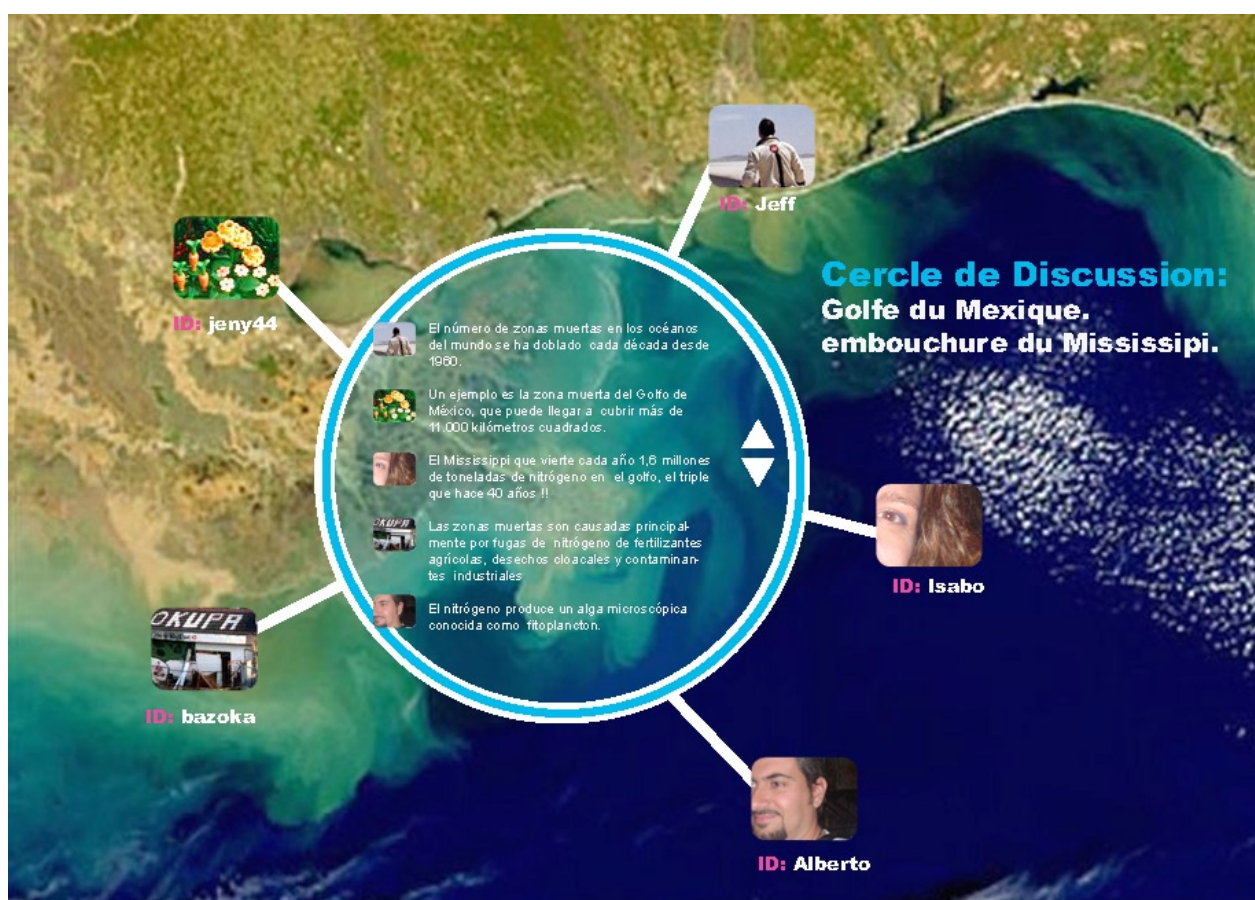 ID: Jeff
Cercle de Discussion:
Golfe du Mexique.
embouchure du Mississipi.
ID: jeny44
El número de zonas muertas en los océanos
del mundo se ha doblado cada década desde
1960.
Un ejemplo es la zona muerta del Golfo de
México, que puede llegar a cubrir más de
11.000 kilómetros cuadrados.
El Mississippi que vierte cada año 1,6 millones
de toneladas de nitrógeno en el golfo, el triple
que hace 40 años !!
Las zonas muertas son causadas principal-
mente por fugas de nitrógeno de fertilizantes
agrícolas, desechos cloacales y contaminan-
tes industriales
El nitrógeno produce un alga microscópica
conocida como fitoplancton.
ID: Isabo
OKUPA
ID: bazoka
ID: Alberto